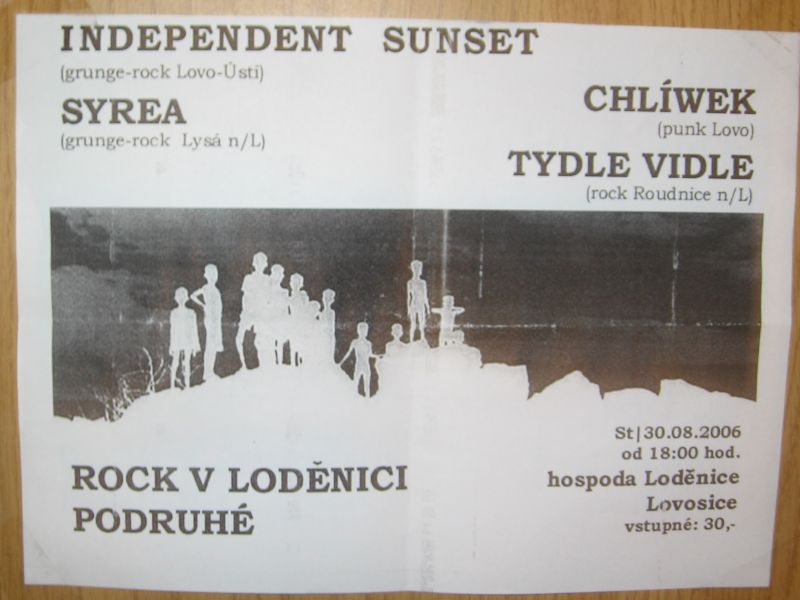 INDEPENDENT SUNSET
(grunge-rock Lovo-Ústí)
SYREA
(grunge-rock Lysá n/L)
CHLÍWEK
(punk Lovo)
TYDLE VIDLE
(rock Roudnice n/L)
ROCK V LODĚNICI
PODRUHÉ
St|30.08.2006
od 18:00 hod.
hospoda Loděnice
Lovosice
vstupné: 30,-